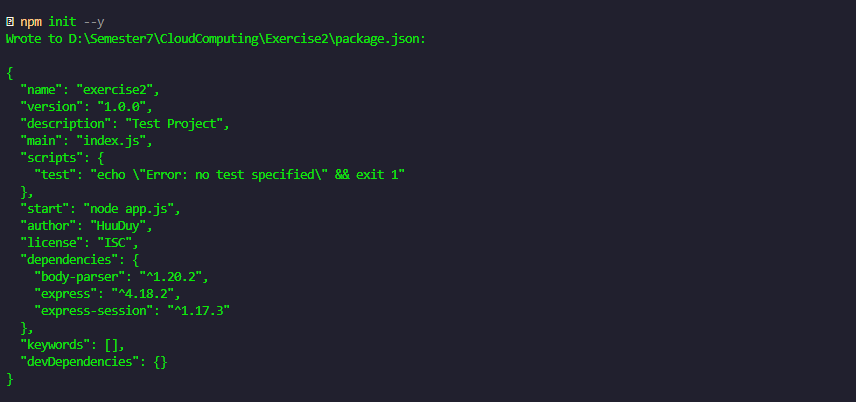 npm init --y
Wrote to D:\Semester7\CloudComputing\Exercise2\package.json:
{
  "name": "exercise2",
  "version": "1.0.0",
  "description": "Test Project",
  "main": "index.js",
  "scripts": {
    "test": "echo \"Error: no test specified\" && exit 1"
  },
  "start": "node app.js",
  "author": "HuuDuy",
  "license": "ISC",
  "dependencies": {
    "body-parser": "^1.20.2",
    "express": "^4.18.2",
    "express-session": "^1.17.3"
  },
  "keywords": [],
  "devDependencies": {}
}